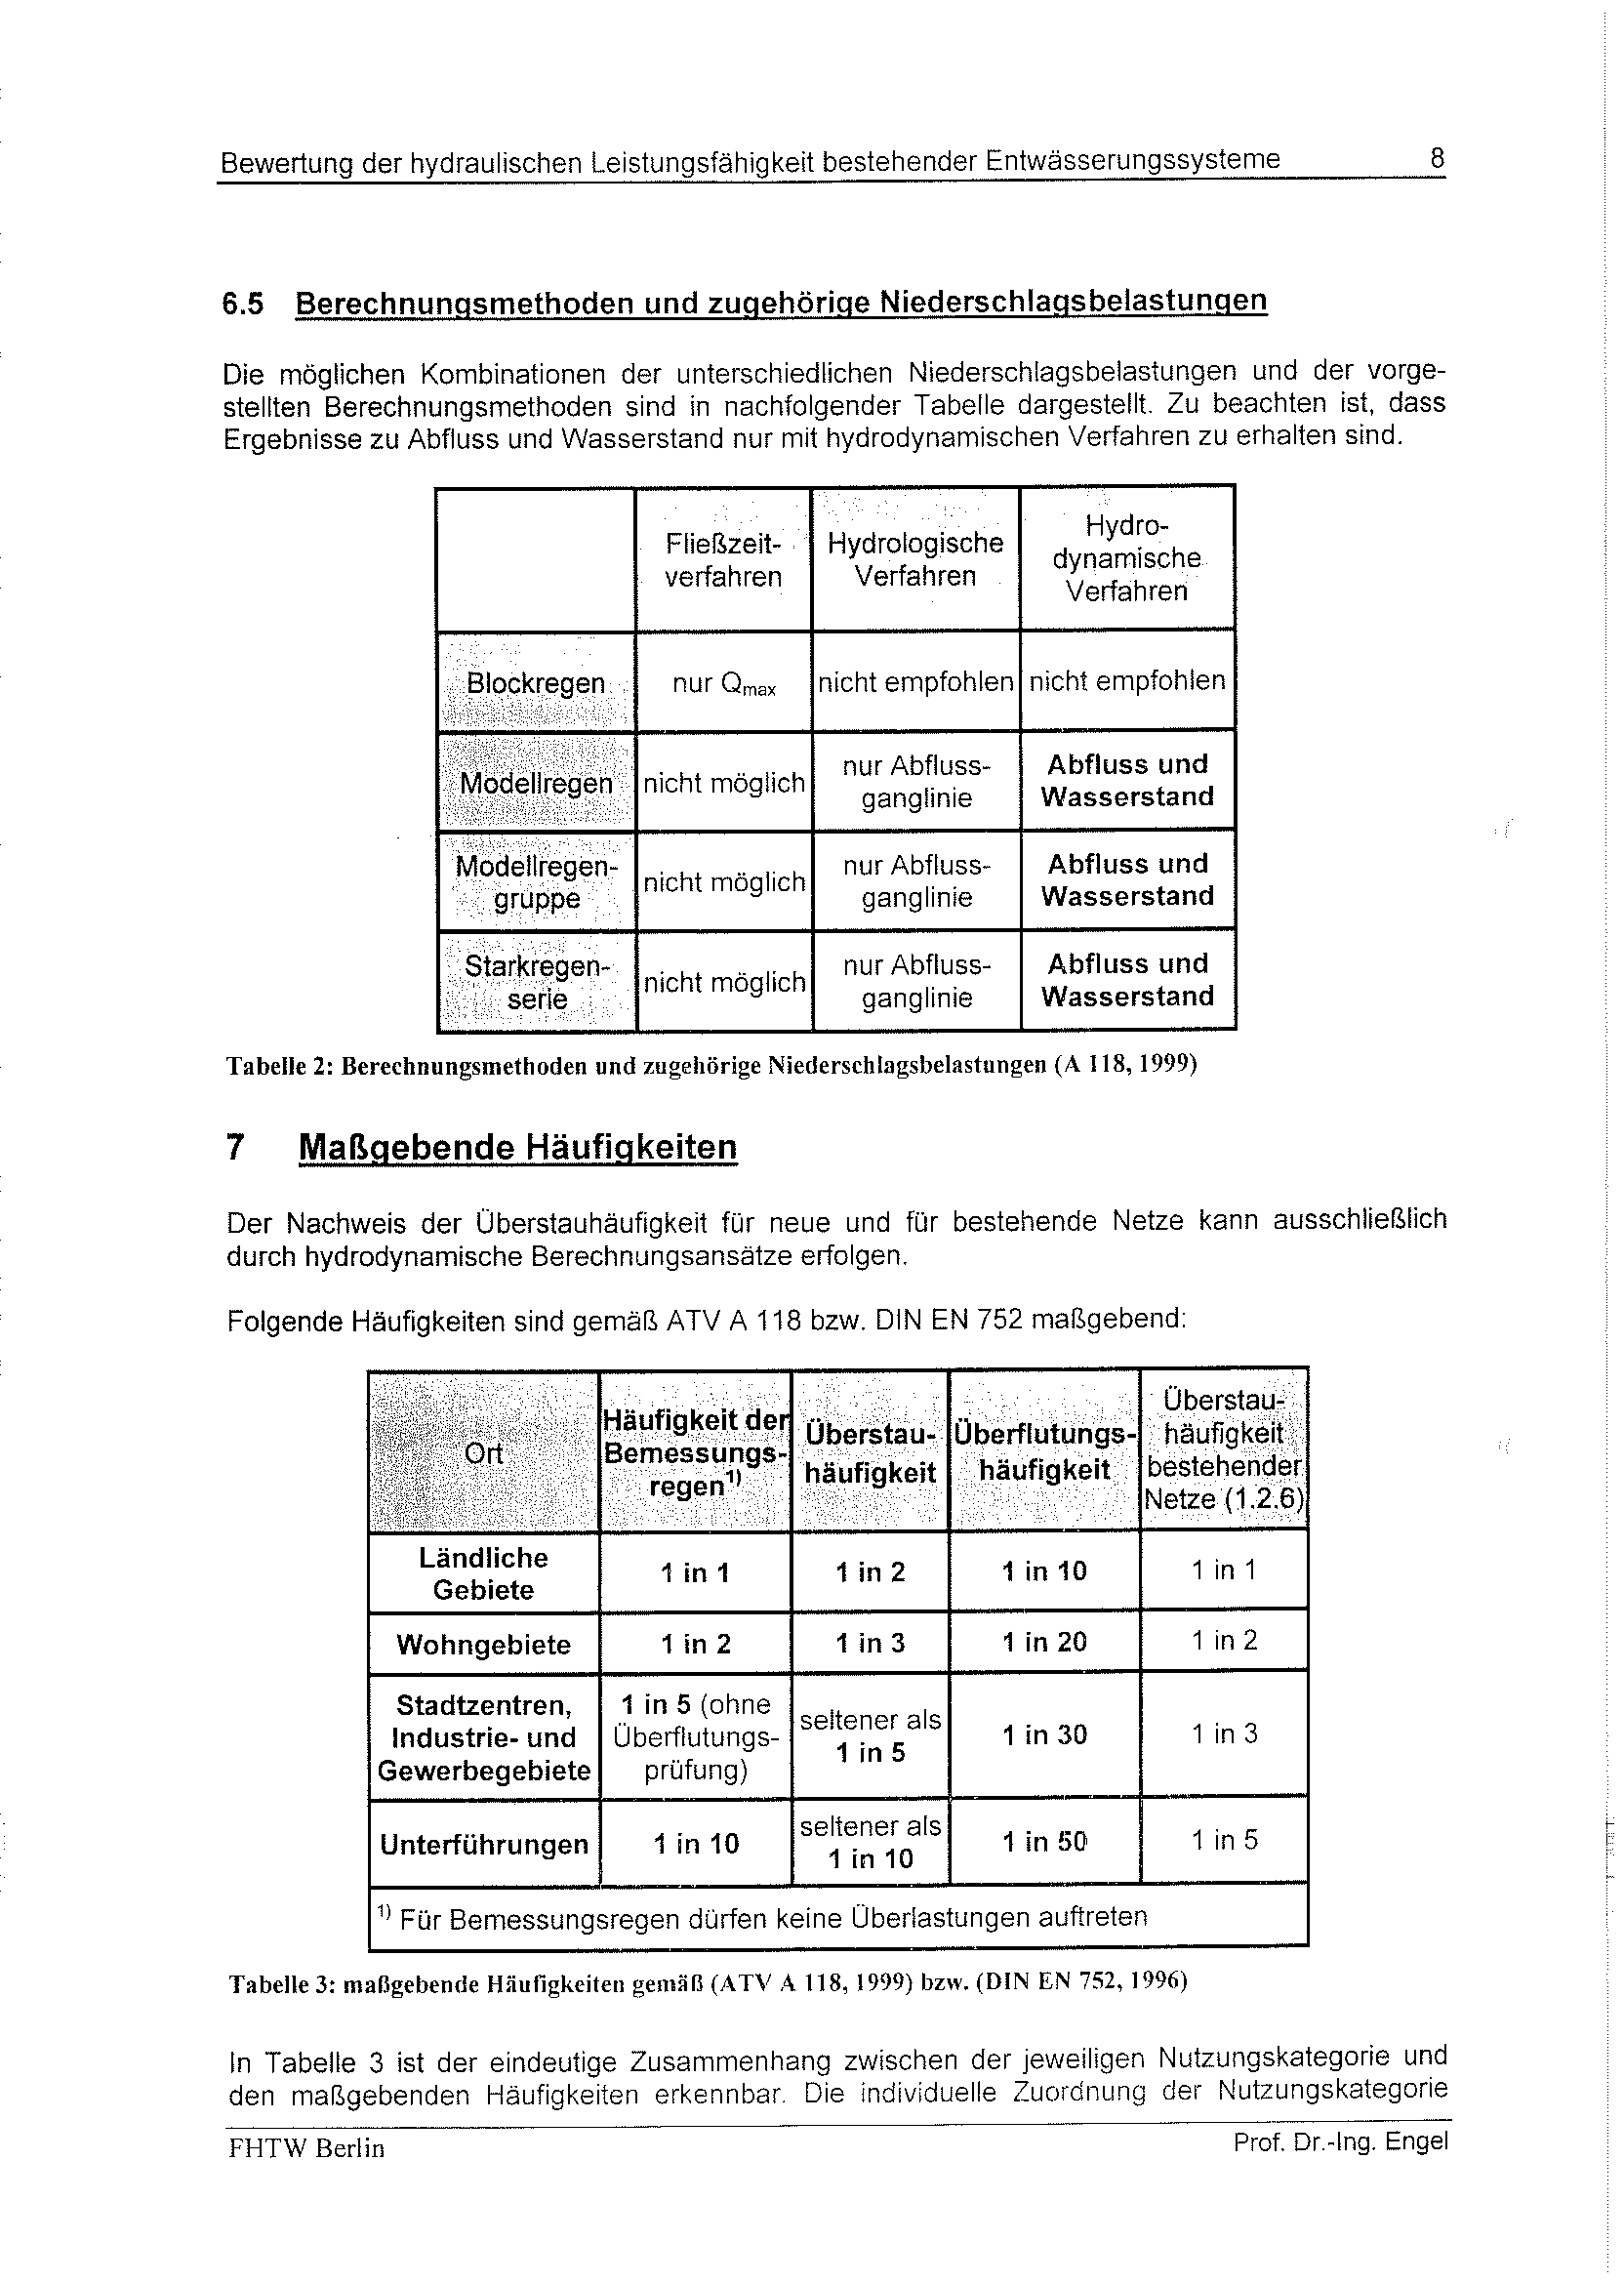 Bewertung der hydraulischen Leistungsfähigkeit bestehender Entwässerungssysteme 8
6.5 Berechnungsmethoden und zugehörige Niederschlagsbelastungen
Die möglichen Kombinationen der unterschiedlichen Niederschlagsbelastungen und der vorge-
stellten Berechnungsmethoden sind in nachfolgender Tabelle dargestellt. Zu beachten ist, dass
Ergebnisse zu Abfluss und Wasserstand nur mit hydrodynamischen Verfahren zu erhalten sind.
Fließzeit-
verfahren
Hydrologische
Verfahren
Hydro-
dynamische
Verfahren
Blockregen
nur Qmax
nicht empfohlen
nicht empfohlen
Modellregen
nicht möglich
nur Abfluss-
ganglinie
Abfluss und
Wasserstand
Modellregen-
gruppe
nicht möglich
nur Abfluss-
ganglinie
Abfluss und
Wasserstand
Starkregen-
serie
nicht möglich
nur Abfluss-
ganglinie
Abfluss und
Wasserstand
Tabelle 2: Berechnungsmethoden und zugehörige Niederschlagsbelastungen (A 118, 1999)
7 Maßgebende Häufigkeiten
Der Nachweis der Überstauhäufigkeit für neue und für bestehende Netze kann ausschließlich
durch hydrodynamische Berechnungsansätze erfolgen.
Folgende Häufigkeiten sind gemäß ATV A 118 bzw. DIN EN 752 maßgebend:
Ort
Häufigkeit der
Bemessungs-
regen1)
Überstau-
häufigkeit
Überflutungs-
häufigkeit
Überstau-
häufigkeit
bestehender
Netze (1.2.6)
Ländliche
Gebiete
1 in 1
1 in 2
1 in 10
1 in 1
Wohngebiete
1 in 2
1 in 3
1 in 20
1 in 2
Stadtzentren,
Industrie- und
Gewerbegebiete
1 in 5 (ohne
Überflutungs-
prüfung)
seltener als
1 in 5
1 in 30
1 in 3
Unterführungen
1 in 10
seltener als
1 in 10
1 in 50
1 in 5
1) Für Bemessungsregen dürfen keine Überlastungen auftreten
Tabelle 3: maßgebende Häufigkeiten gemäß (ATV A 118, 1999) bzw. (DIN EN 752, 1996)
In Tabelle 3 ist der eindeutige Zusammenhang zwischen der jeweiligen Nutzungskategorie und
den maßgebenden Häufigkeiten erkennbar. Die individuelle Zuordnung der Nutzungskategorie
FHTW Berlin Prof. Dr.-Ing. Engel